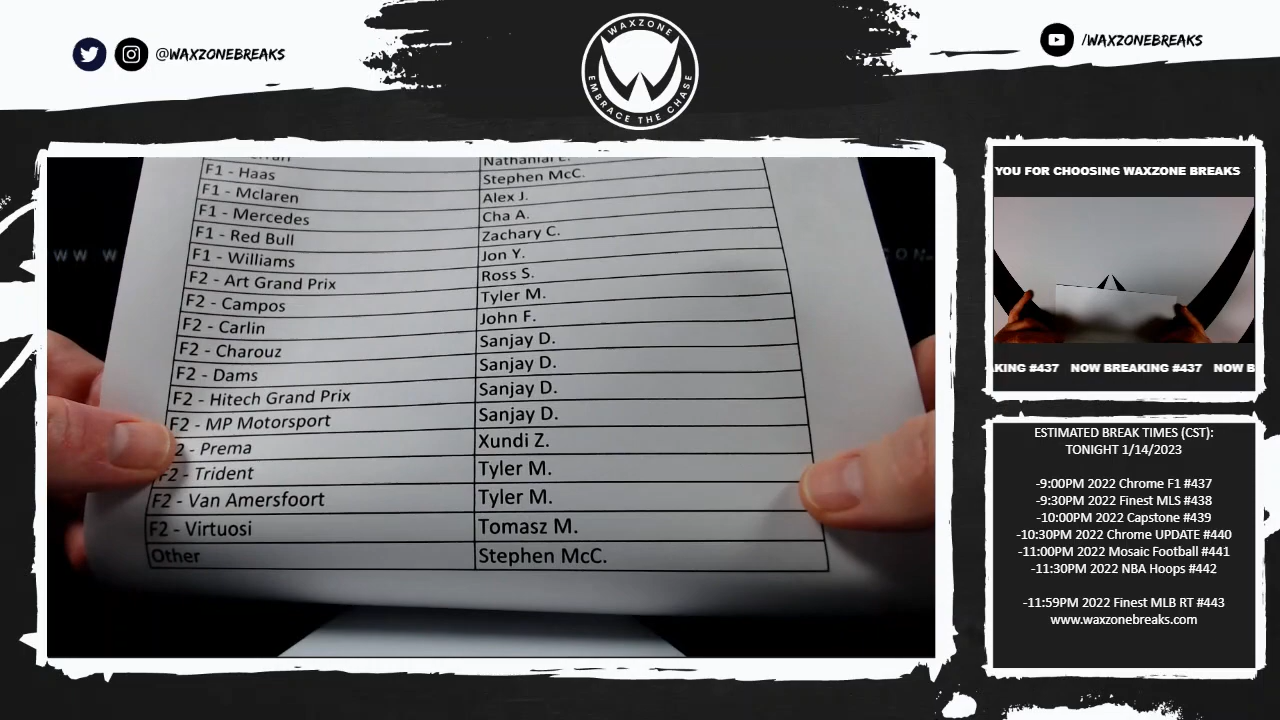 @WAXZONEBREAKS
WAXZONE
EMBRACE THE CHASE
/WAXZONEBREAKS
Nathanial L.
F1 - Haas Stephen McC.
F1 - Mclaren Alex J.
F1 - Mercedes Cha A.
F1 - Red Bull Zachary C.
F1 - Williams Jon Y.
F2 - Art Grand Prix Ross S.
F2 - Campos Tyler M.
F2 - Carlin John F.
F2 - Charouz Sanjay D.
F2 - Dams Sanjay D.
F2 - Hitech Grand Prix Sanjay D.
F2 - MP Motorsport Sanjay D.
2 - Prema Xundi Z.
F2 - Trident Tyler M.
F2 - Van Amersfoort Tyler M.
F2 - Virtuosi Tomasz M.
Other Stephen McC.
YOU FOR CHOOSING WAXZONE BREAKS
KING #437 NOW BREAKING #437 NOW B
ESTIMATED BREAK TIMES (CST):
TONIGHT 1/14/2023
-9:00PM 2022 Chrome F1 #437
-9:30PM 2022 Finest MLS #438
-10:00PM 2022 Capstone #439
-10:30PM 2022 Chrome UPDATE #440
-11:00PM 2022 Mosaic Football #441
-11:30PM 2022 NBA Hoops #442
-11:59PM 2022 Finest MLB RT #443
www.waxzonebreaks.com